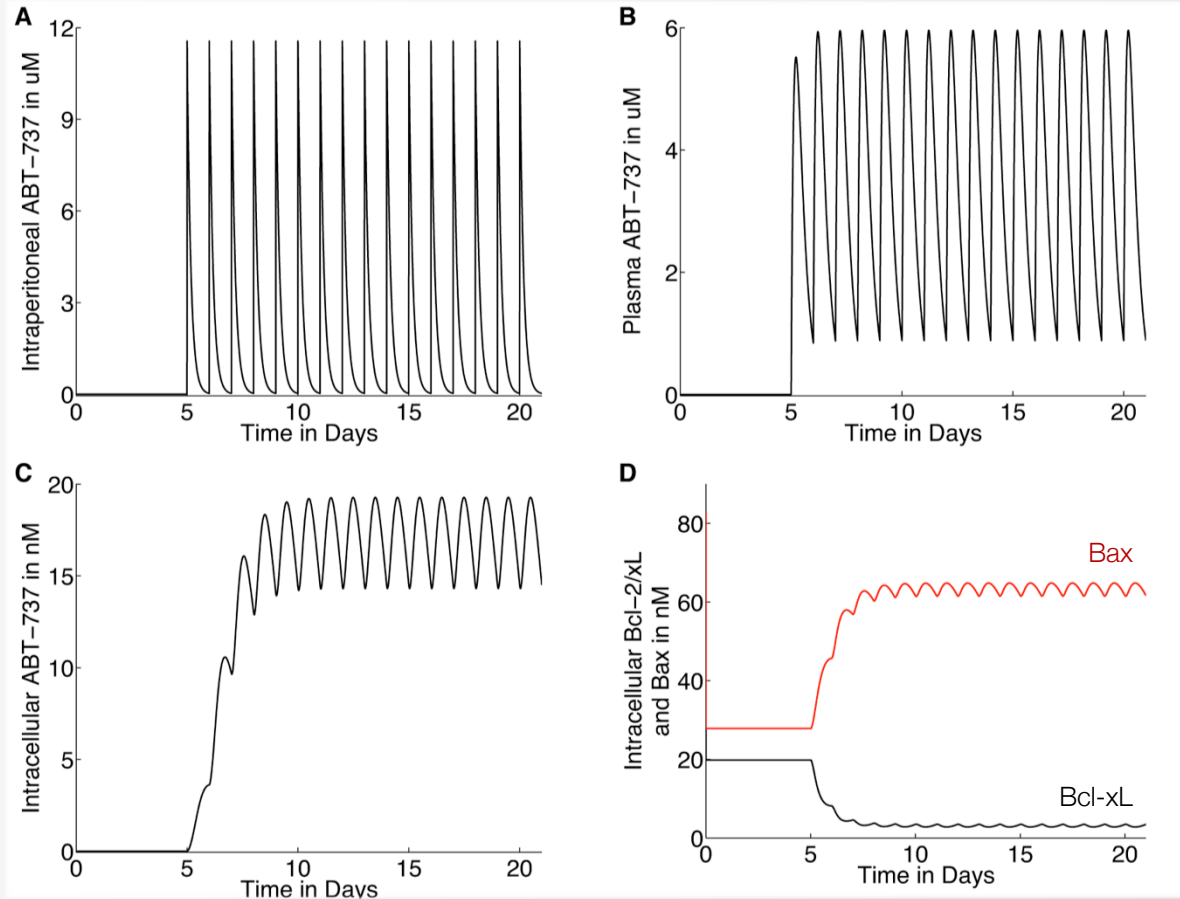 A
12
9
6
3
0
Intraperitoneal ABT−737 in uM
0 5 10 15 20
Time in Days
B
6
4
2
0
Plasma ABT−737 in uM
0 5 10 15 20
Time in Days
C
20
15
10
5
0
Intracellular ABT−737 in nM
0 5 10 15 20
Time in Days
D
80
60
40
20
0
Intracellular Bcl−2/xL
and Bax in nM
Bax
Bcl-xL
0 5 10 15 20
Time in Days